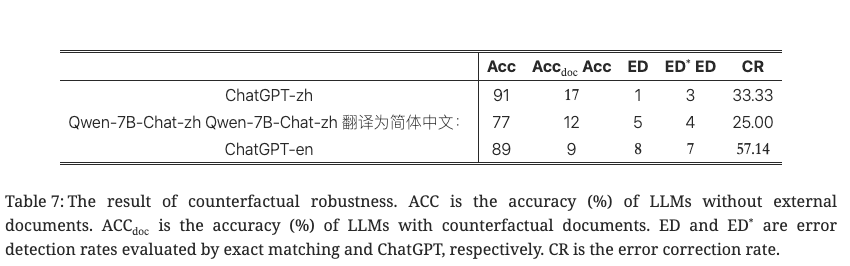 Acc Accdoc Acc ED ED* ED CR
ChatGPT-zh 91 17 1 3 33.33
Qwen-7B-Chat-zh Qwen-7B-Chat-zh 翻译为简体中文： 77 12 5 4 25.00
ChatGPT-en 89 9 8 7 57.14
Table 7: The result of counterfactual robustness. ACC is the accuracy (%) of LLMs without external
documents. ACCdoc is the accuracy (%) of LLMs with counterfactual documents. ED and ED* are error
detection rates evaluated by exact matching and ChatGPT, respectively. CR is the error correction rate.